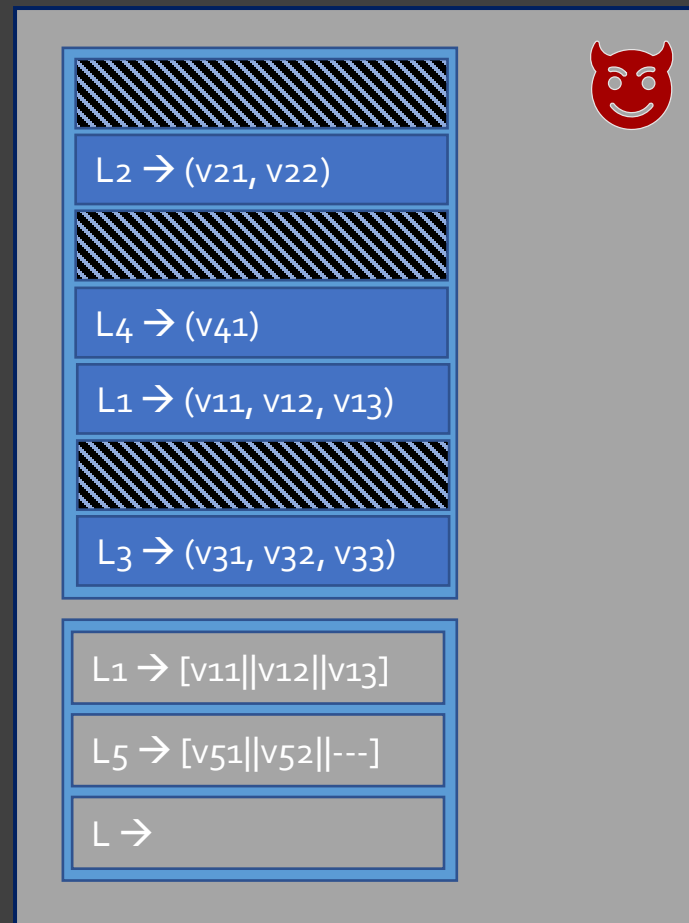 L2 → (v21, v22)
L4 → (v41)
L1 → (v11, v12, v13)
L3 → (v31, v32, v33)
L1 → [v11||v12||v13]
L5 → [v51||v52||---]
L →